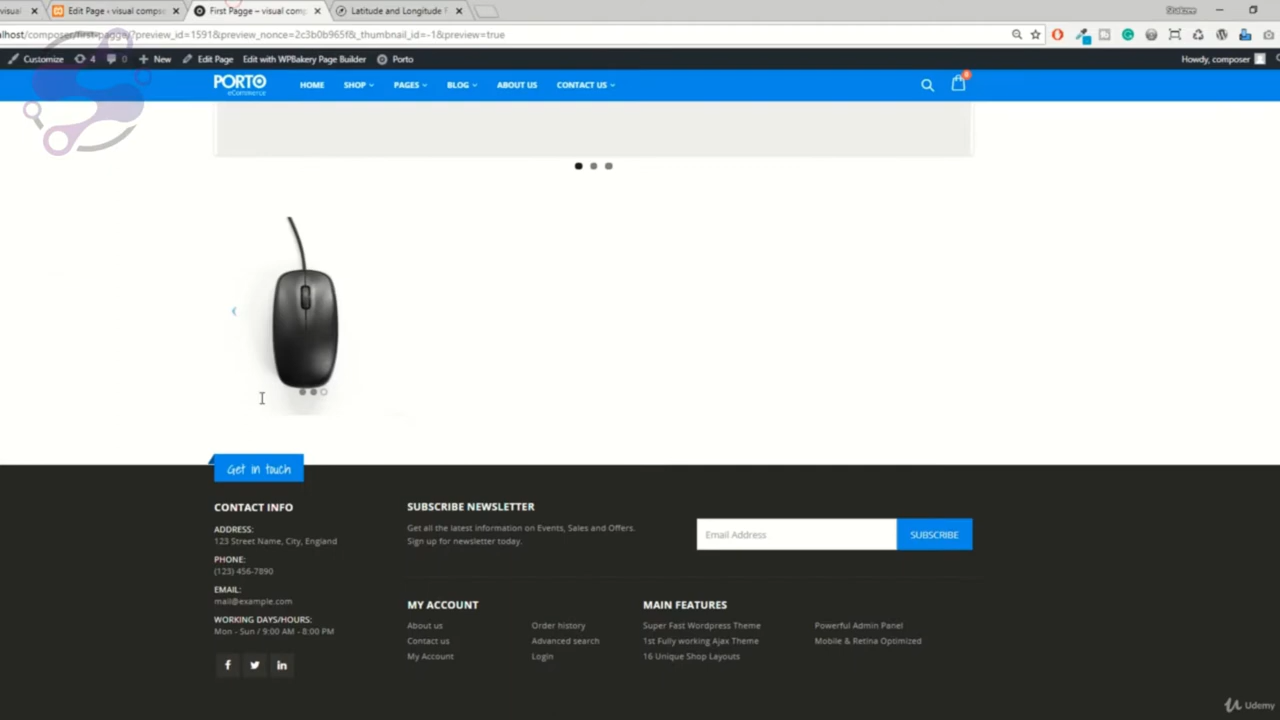 visual
Edit Page ‹ visual compos
First Pagge – visual comp
Latitude and Longitude F
lhost/composer/first-pagge/?preview_id=1591&preview_nonce=2c3b0b965f&_thumbnail_id=-1&preview=true
Customize 4 0 New Edit Page Edit with WPBakery Page Builder Porto Howdy, composer
PORTO
eCommerce
HOME SHOP PAGES BLOG ABOUT US CONTACT US
0
Get in touch
CONTACT INFO
ADDRESS:
123 Street Name, City, England
PHONE:
(123) 456-7890
EMAIL:
mail@example.com
WORKING DAYS/HOURS:
Mon - Sun / 9:00 AM - 8:00 PM
SUBSCRIBE NEWSLETTER
Get all the latest information on Events, Sales and Offers.
Sign up for newsletter today.
Email Address
SUBSCRIBE
MY ACCOUNT
About us Order history
Contact us Advanced search
My Account Login
MAIN FEATURES
Super Fast Wordpress Theme Powerful Admin Panel
1st Fully working Ajax Theme Mobile & Retina Optimized
16 Unique Shop Layouts
Udemy